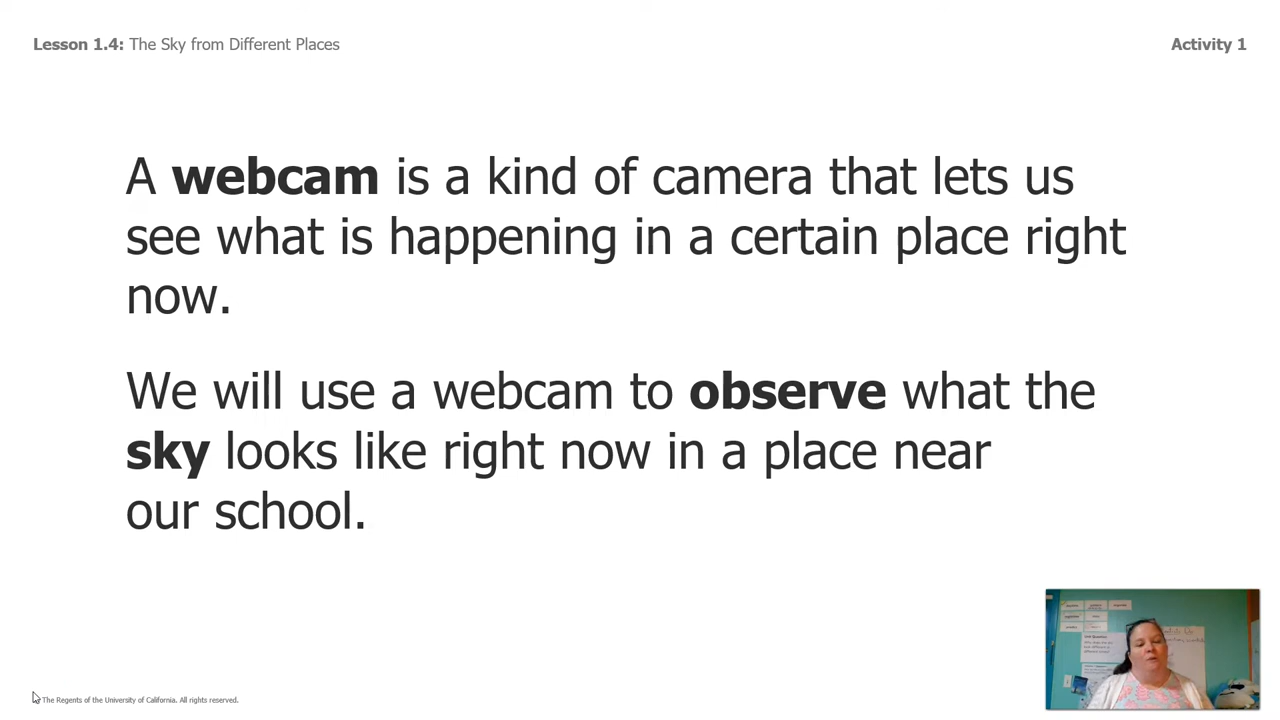 Lesson 1.4: The Sky from Different Places
Activity 1
A webcam is a kind of camera that lets us
see what is happening in a certain place right
now.
We will use a webcam to observe what the
sky looks like right now in a place near
our school.
The Regents of the University of California. All rights reserved.